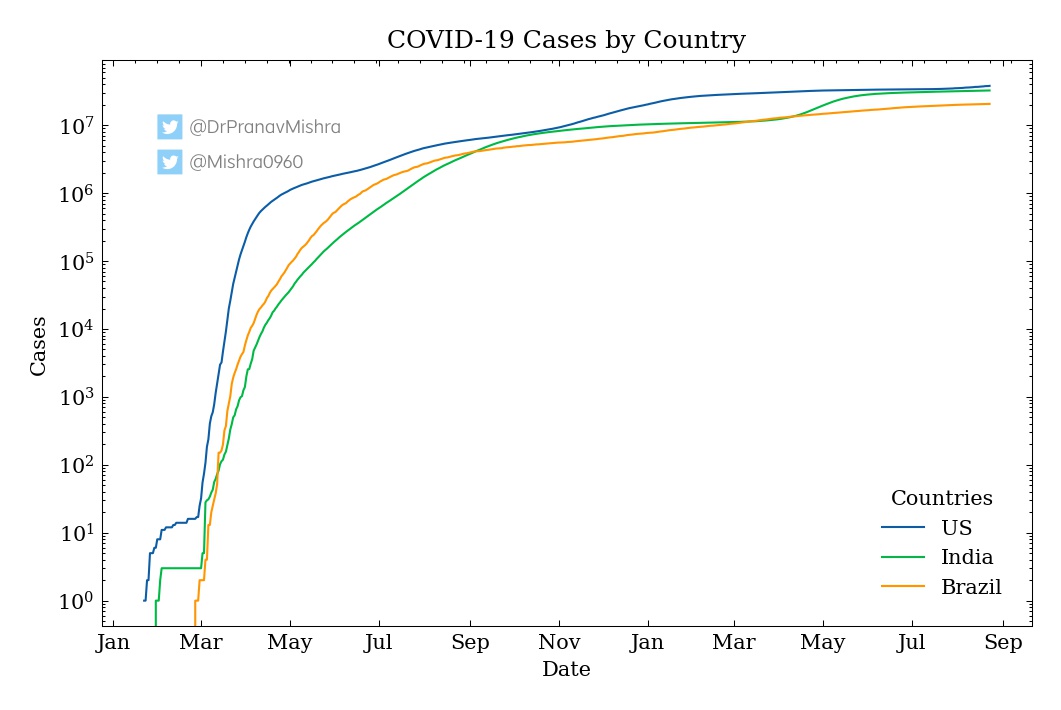 COVID-19 Cases by Country
@DrPranavMishra
@Mishra0960
Cases
10⁷
10⁶
10⁵
10⁴
10³
10²
10¹
10⁰
Countries
US
India
Brazil
Jan Mar May Jul Sep Nov Jan Mar May Jul Sep
Date